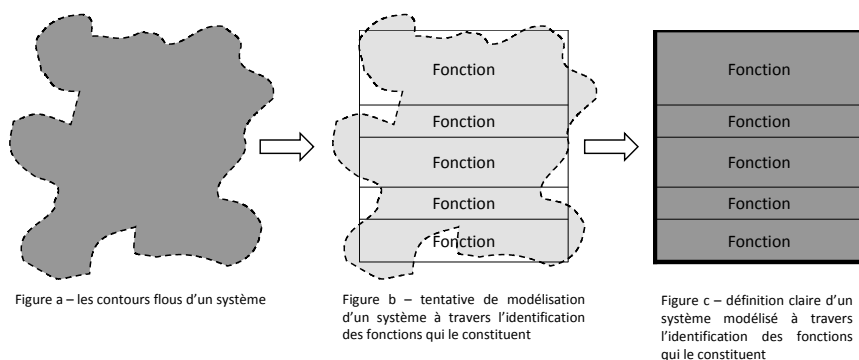 Fonction
Fonction
Fonction
Fonction
Fonction
Fonction
Fonction
Fonction
Fonction
Fonction
Figure a – les contours flous d’un système
Figure b – tentative de modélisation
d’un système à travers l’identification
des fonctions qui le constituent
Figure c – définition claire d’un
système modélisé à travers
l’identification des fonctions
qui le constituent